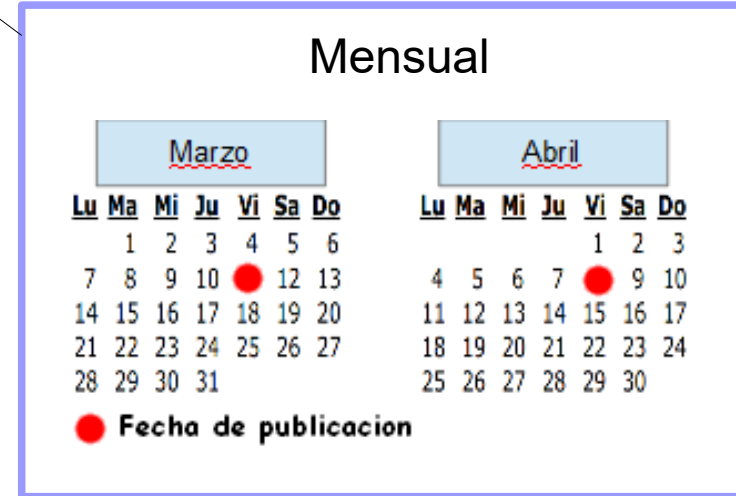 Mensual
Marzo Abril
Lu Ma Mi Ju Vi Sa Do Lu Ma Mi Ju Vi Sa Do
1 2 3 4 5 6 1 2 3
7 8 9 10 12 13 4 5 6 7 9 10
14 15 16 17 18 19 20 11 12 13 14 15 16 17
21 22 23 24 25 26 27 18 19 20 21 22 23 24
28 29 30 31 25 26 27 28 29 30
Fecha de publicacion